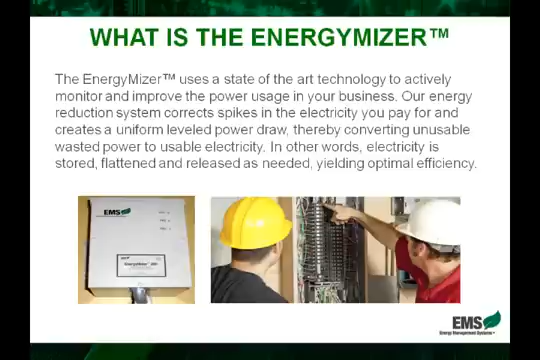 WHAT IS THE ENERGYMIZER™
The EnergyMizer™ uses a state of the art technology to actively
monitor and improve the power usage in your business. Our energy
reduction system corrects spikes in the electricity you pay for and
creates a uniform leveled power draw, thereby converting unusable
wasted power to usable electricity. In other words, electricity is
stored, flattened and released as needed, yielding optimal efficiency.
EMS
EMS
Energy Management Systems